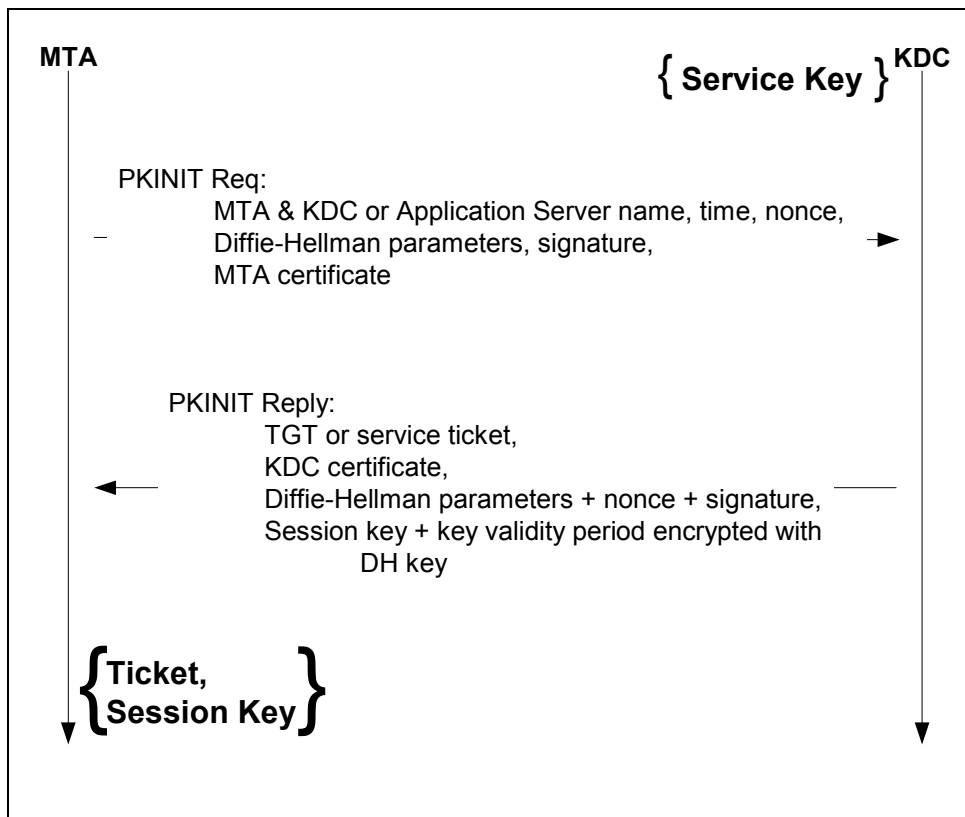 MTA
KDC
{ Service Key }
PKINIT Req:
MTA & KDC or Application Server name, time, nonce,
Diffie-Hellman parameters, signature,
MTA certificate
PKINIT Reply:
TGT or service ticket,
KDC certificate,
Diffie-Hellman parameters + nonce + signature,
Session key + key validity period encrypted with
DH key
{Ticket,
Session Key}